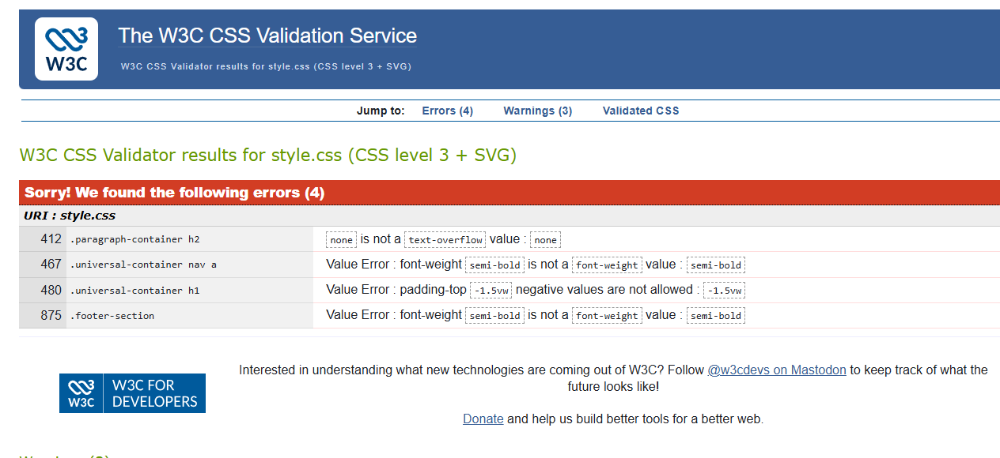 W3C
The W3C CSS Validation Service
W3C CSS Validator results for style.css (CSS level 3 + SVG)
Jump to: Errors (4) Warnings (3) Validated CSS
W3C CSS Validator results for style.css (CSS level 3 + SVG)
Sorry! We found the following errors (4)
URI : style.css
412 .paragraph-container h2 none is not a text-overflow value : none
467 .universal-container nav a Value Error : font-weight semi-bold is not a font-weight value : semi-bold
480 .universal-container h1 Value Error : padding-top -1.5vw negative values are not allowed : -1.5vw
875 .footer-section Value Error : font-weight semi-bold is not a font-weight value : semi-bold
W3C
W3C FOR
DEVELOPERS
Interested in understanding what new technologies are coming out of W3C? Follow @w3cdevs on Mastodon to keep track of what the
future looks like!
Donate and help us build better tools for a better web.